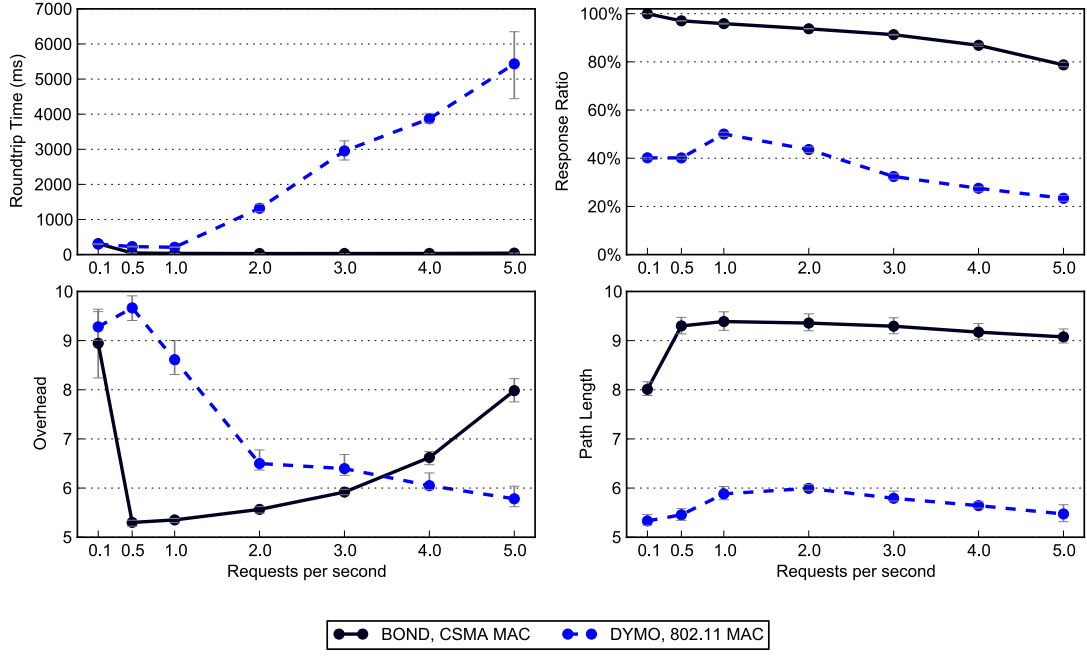 Roundtrip Time (ms)
7000
6000
5000
4000
3000
2000
1000
0
0.1 0.5 1.0 2.0 3.0 4.0 5.0
Response Ratio
100%
80%
60%
40%
20%
0%
0.1 0.5 1.0 2.0 3.0 4.0 5.0
Overhead
10
9
8
7
6
5
0.1 0.5 1.0 2.0 3.0 4.0 5.0
Requests per second
Path Length
10
9
8
7
6
5
0.1 0.5 1.0 2.0 3.0 4.0 5.0
Requests per second
BOND, CSMA MAC DYMO, 802.11 MAC